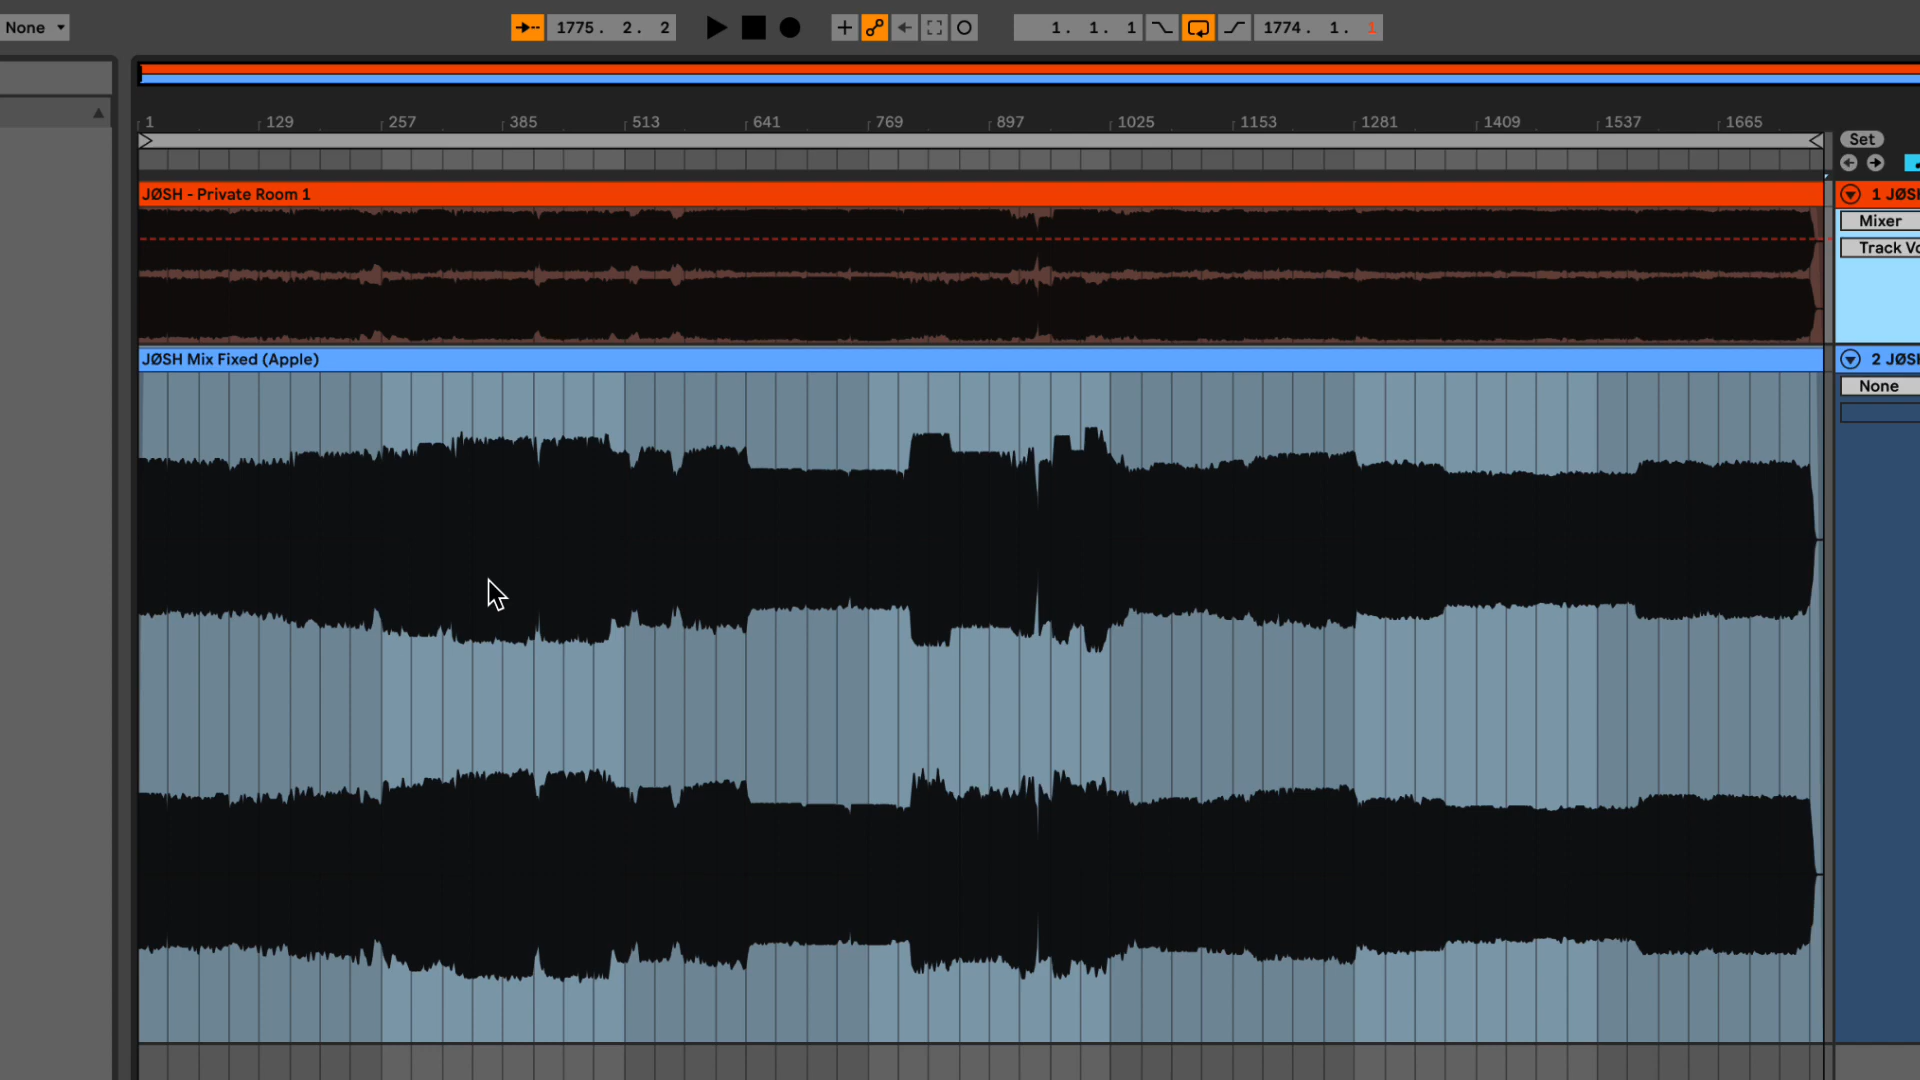 None
1775. 2. 2
1. 1. 1
1774. 1. 1
1 129 257 385 513 641 769 897 1025 1153 1281 1409 1537 1665
Set
JØSH - Private Room 1
1 JØSH
Mixer
Track Vo
JØSH Mix Fixed (Apple)
2 JØSH
None